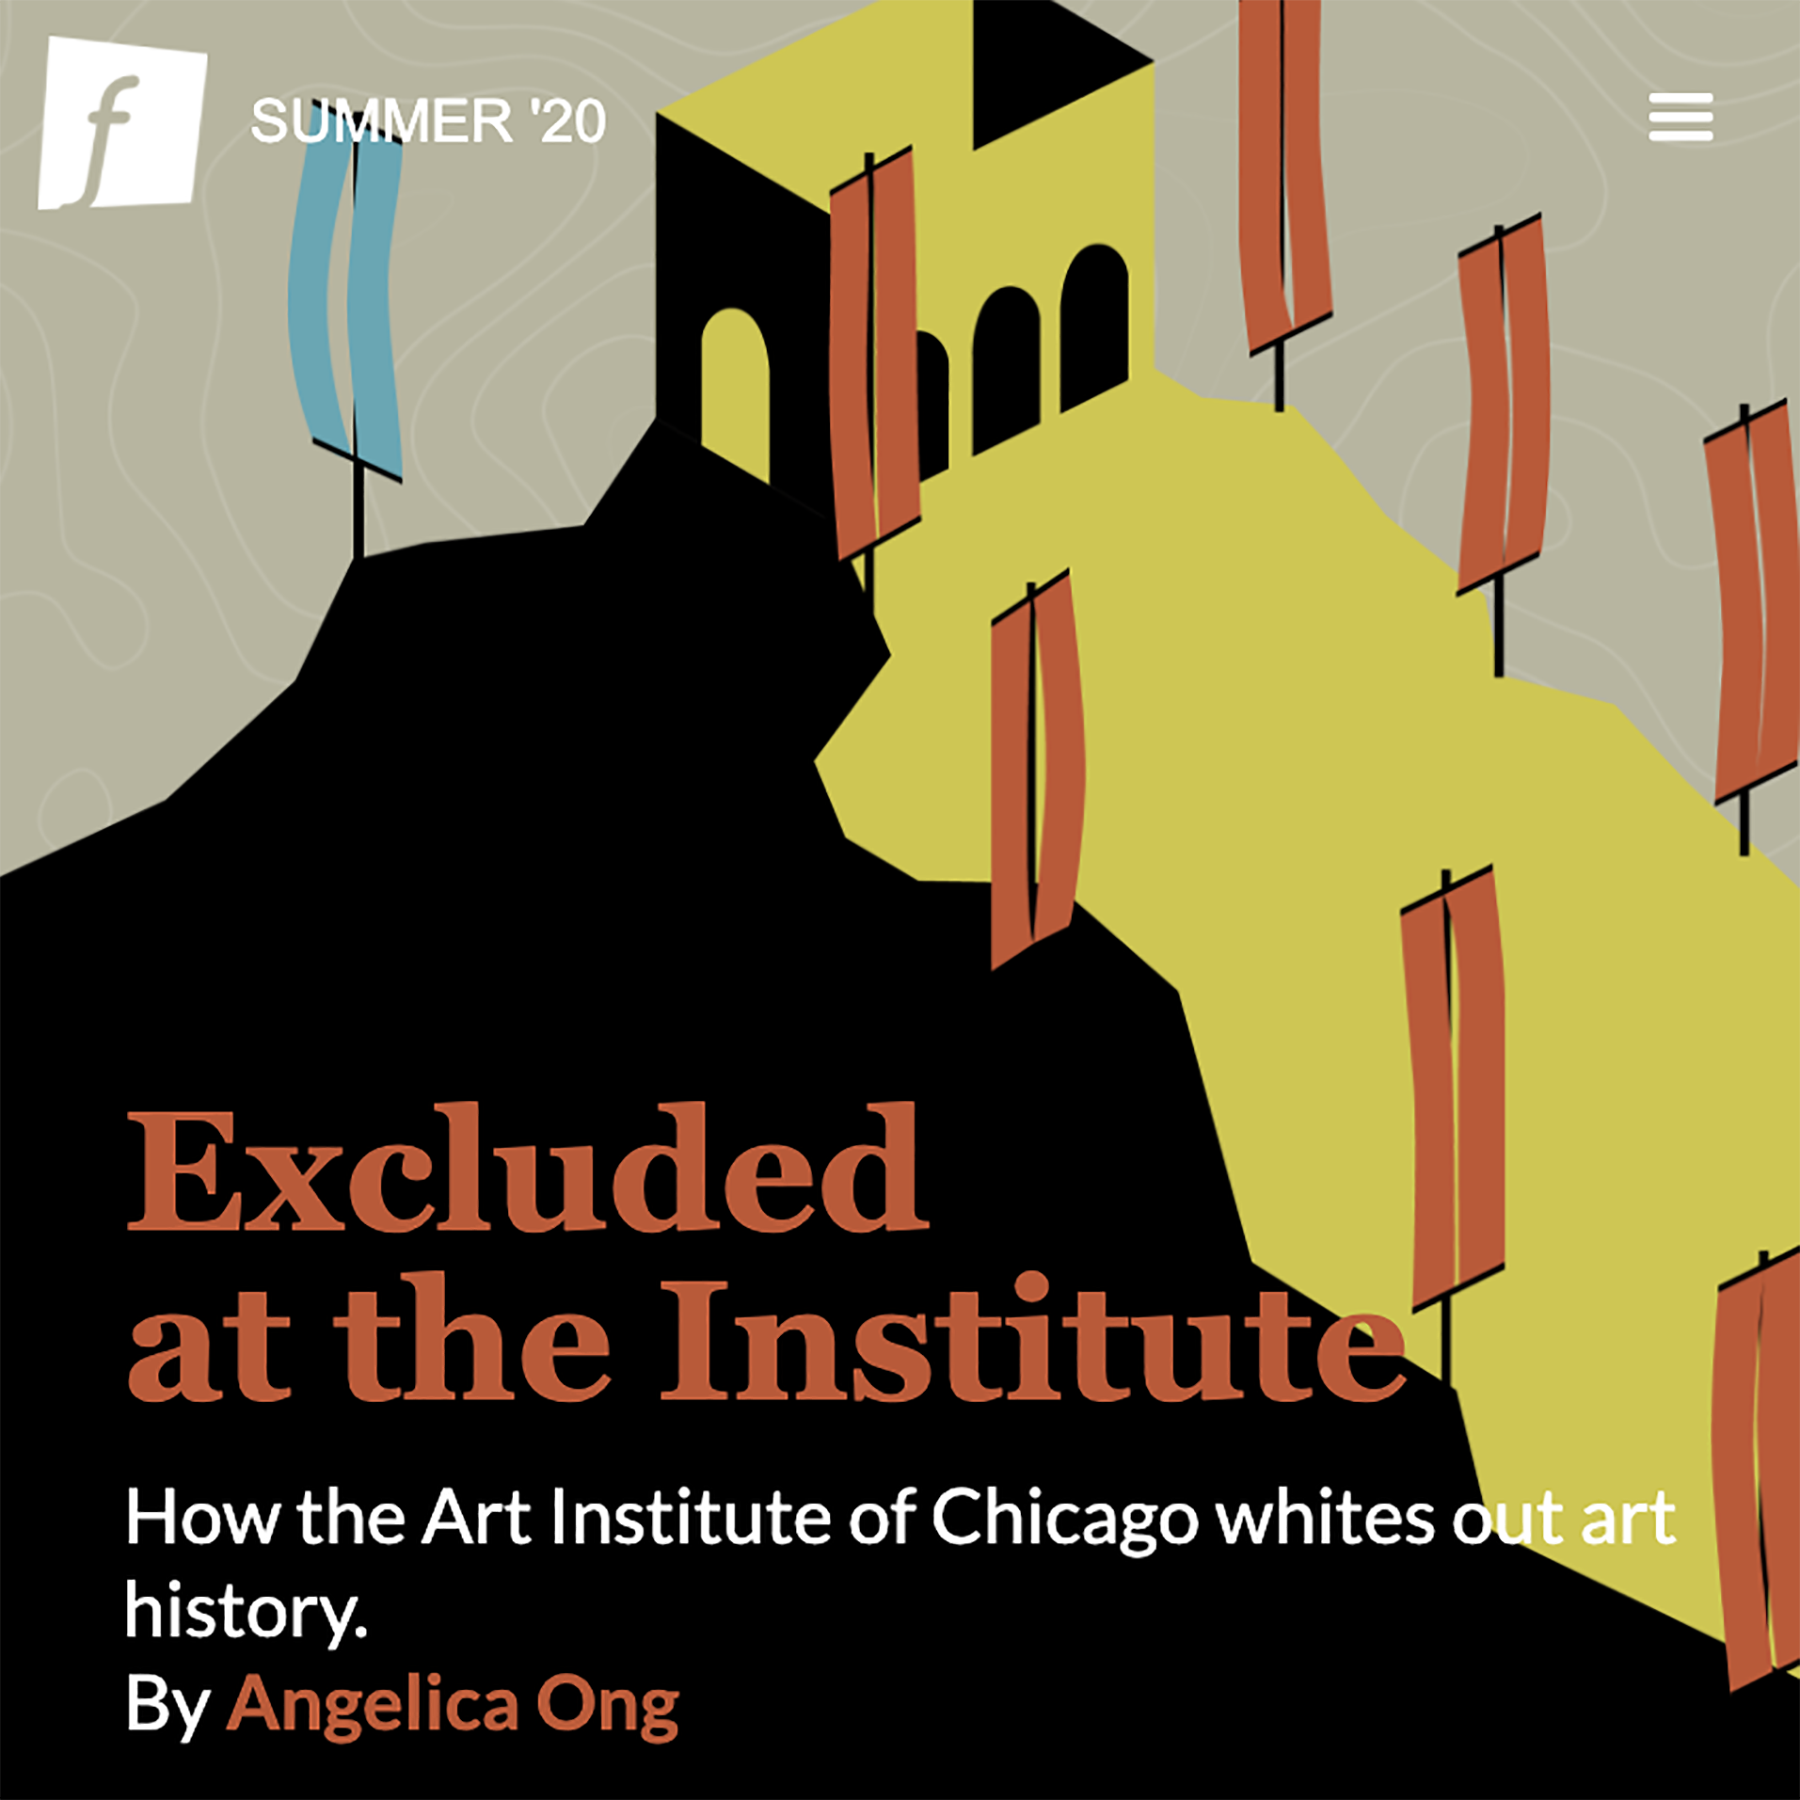 f
SUMMER '20
Excluded
at the Institute
How the Art Institute of Chicago whites out art
history.
By Angelica Ong